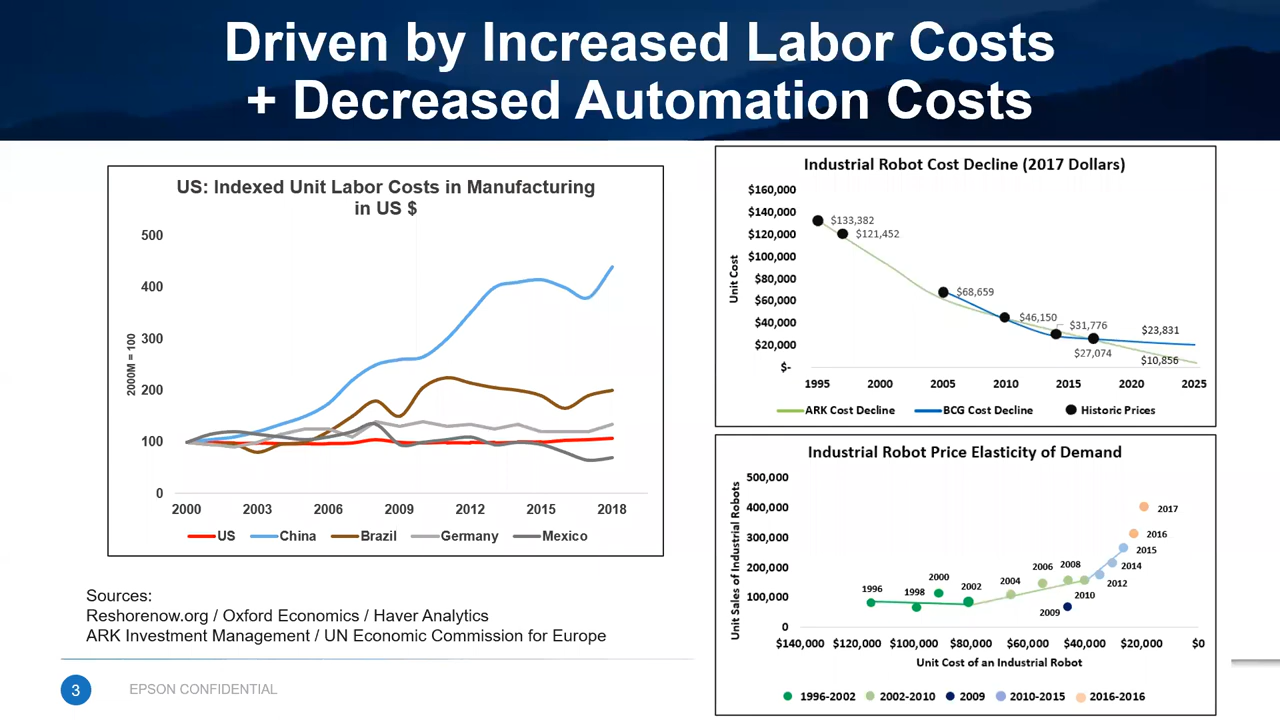 Driven by Increased Labor Costs
+ Decreased Automation Costs
US: Indexed Unit Labor Costs in Manufacturing
in US $
2000M = 100
500
400
300
200
100
0
2000 2003 2006 2009 2012 2015 2018
US China Brazil Germany Mexico
Sources:
Reshorenow.org / Oxford Economics / Haver Analytics
ARK Investment Management / UN Economic Commission for Europe
3
EPSON CONFIDENTIAL
Industrial Robot Cost Decline (2017 Dollars)
Unit Cost
$160,000
$140,000
$120,000
$100,000
$80,000
$60,000
$40,000
$20,000
$-
$133,382
$121,452
$68,659
$46,150
$31,776
$27,074
$23,831
$10,856
1995 2000 2005 2010 2015 2020 2025
ARK Cost Decline BCG Cost Decline Historic Prices
Industrial Robot Price Elasticity of Demand
Unit Sales of Industrial Robots
500,000
400,000
300,000
200,000
100,000
0
1996
1998
2000
2002
2004
2006
2008
2009
2010
2012
2014
2015
2016
2017
$140,000 $120,000 $100,000 $80,000 $60,000 $40,000 $20,000 $0
Unit Cost of an Industrial Robot
1996-2002 2002-2010 2009 2010-2015 2016-2016